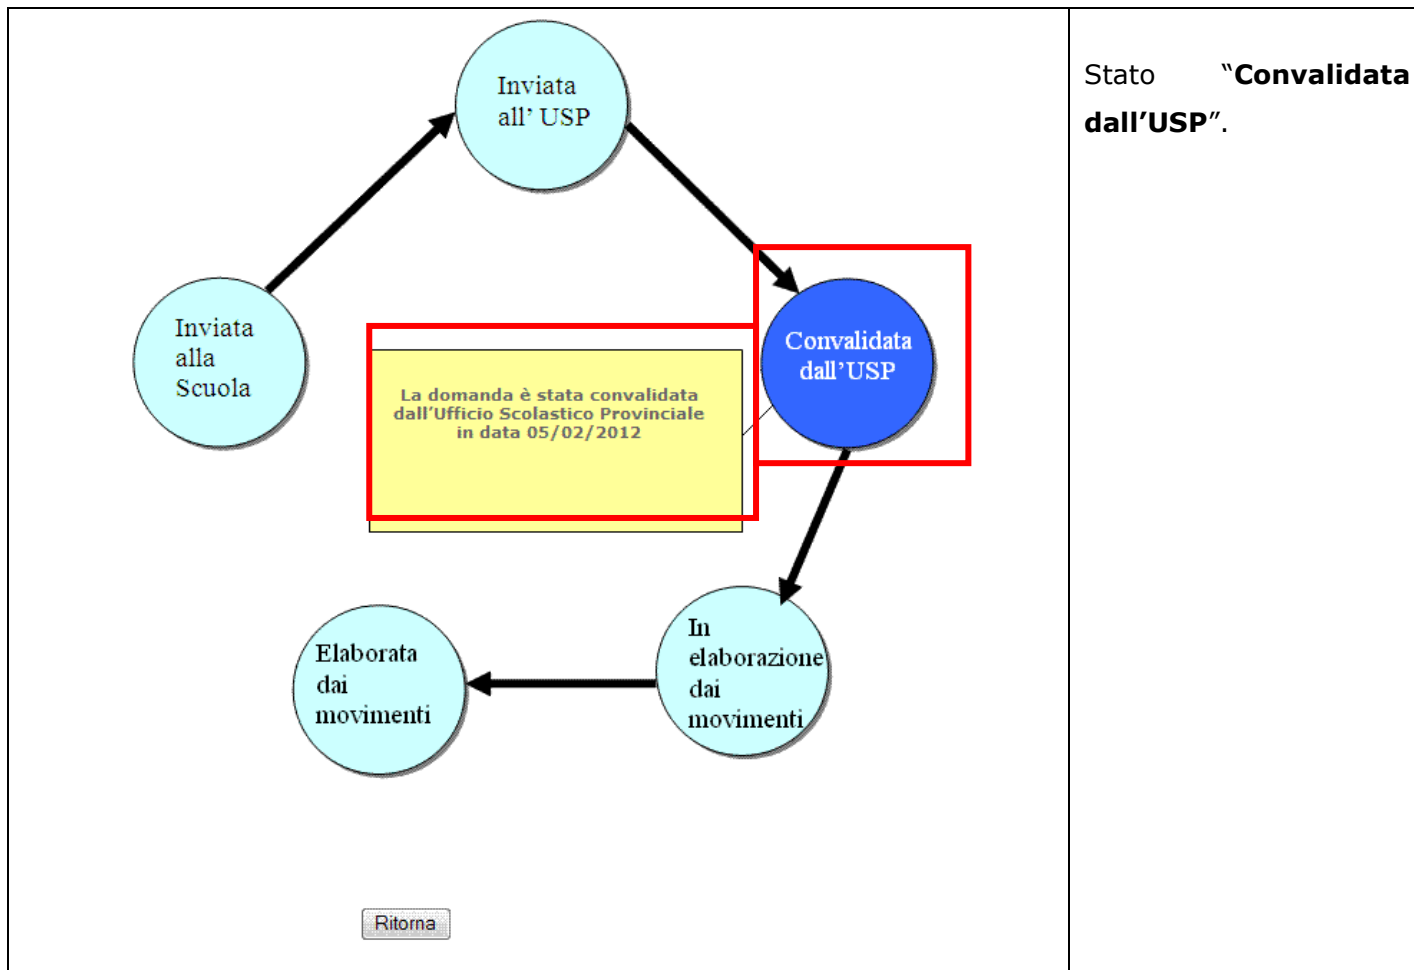 Inviata
all’ USP
Stato “Convalidata
dall’USP”.
Inviata
alla
Scuola
Convalidata
dall’USP
La domanda è stata convalidata
dall’Ufficio Scolastico Provinciale
in data 05/02/2012
In
elaborazione
dai
movimenti
Elaborata
dai
movimenti
Ritorna